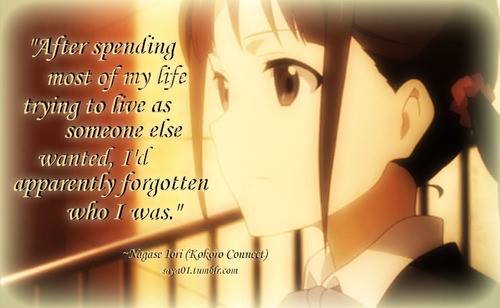 "After spending
most of my life
trying to live as
someone else
wanted, I'd
apparently forgotten
who I was."
~Nagase Iori (Kokoro Connect)
saya01.tumblr.com